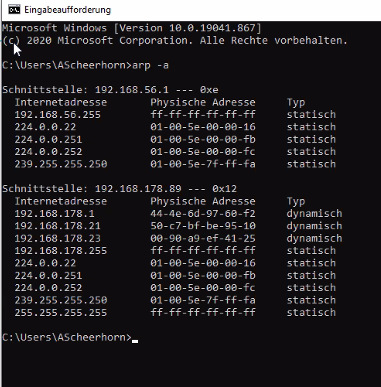 Eingabeaufforderung
Microsoft Windows [Version 10.0.19041.867]
(c) 2020 Microsoft Corporation. Alle Rechte vorbehalten.
C:\Users\AScheerhorn>arp -a
Schnittstelle: 192.168.56.1 --- 0xe
  Internetadresse       Physische Adresse     Typ
  192.168.56.255        ff-ff-ff-ff-ff-ff     statisch
  224.0.0.22            01-00-5e-00-00-16     statisch
  224.0.0.251           01-00-5e-00-00-fb     statisch
  224.0.0.252           01-00-5e-00-00-fc     statisch
  239.255.255.250       01-00-5e-7f-ff-fa     statisch
Schnittstelle: 192.168.178.89 --- 0x12
  Internetadresse       Physische Adresse     Typ
  192.168.178.1         44-4e-6d-97-60-f2     dynamisch
  192.168.178.21        50-c7-bf-be-95-10     dynamisch
  192.168.178.23        00-90-a9-ef-41-25     dynamisch
  192.168.178.255       ff-ff-ff-ff-ff-ff     statisch
  224.0.0.22            01-00-5e-00-00-16     statisch
  224.0.0.251           01-00-5e-00-00-fb     statisch
  224.0.0.252           01-00-5e-00-00-fc     statisch
  239.255.255.250       01-00-5e-7f-ff-fa     statisch
  255.255.255.255       ff-ff-ff-ff-ff-ff     statisch
C:\Users\AScheerhorn>